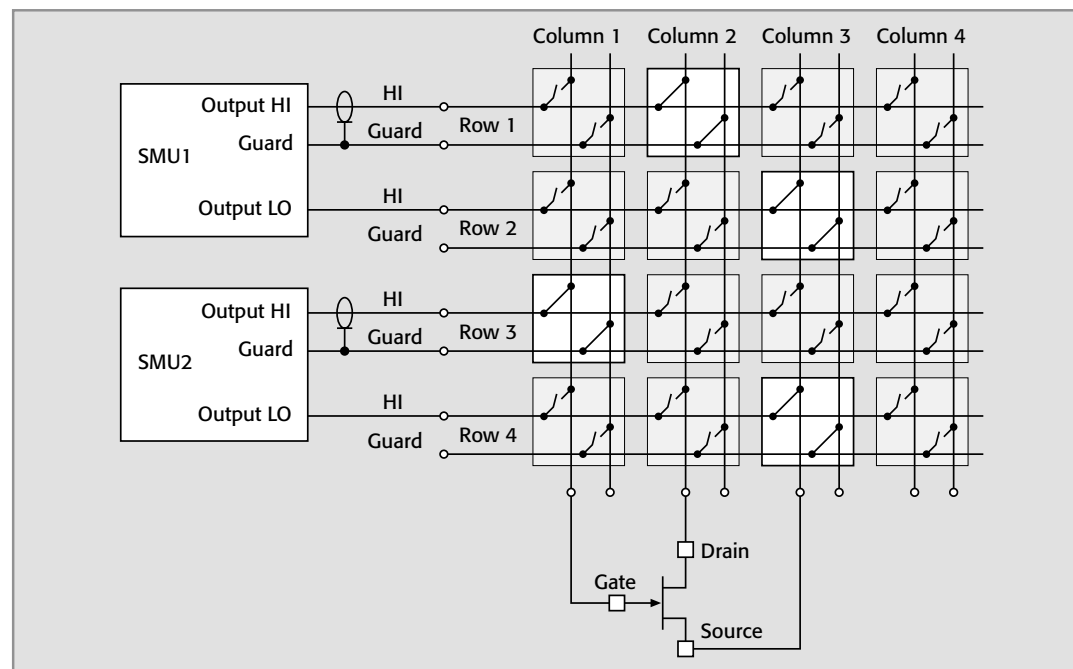 Column 1 Column 2 Column 3 Column 4
Output HI HI
Guard Guard Row 1
SMU1
Output LO HI
Guard Row 2
Output HI HI
Guard Guard Row 3
SMU2
Output LO HI
Guard Row 4
Drain
Gate
Source